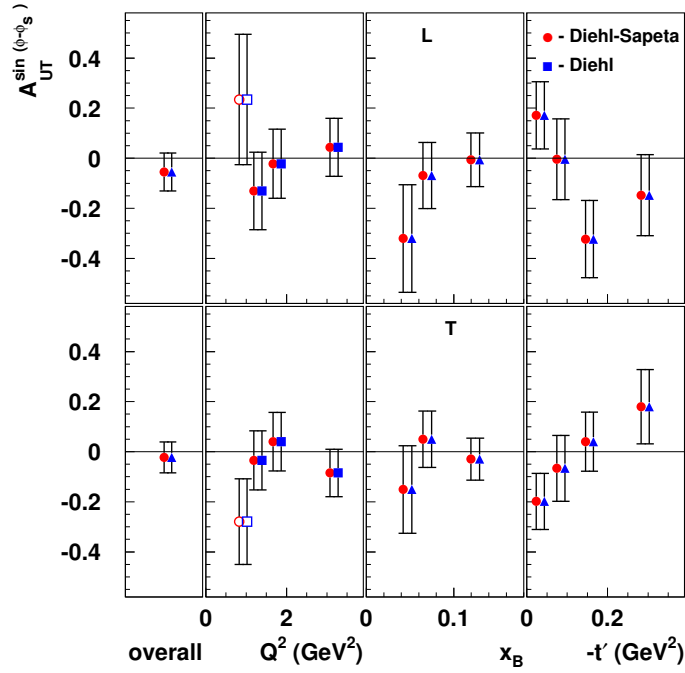 A_UT^sin (ϕ-ϕ_s)
L
- Diehl-Sapeta
- Diehl
0.4
0.2
0
-0.2
-0.4
T
0.4
0.2
0
-0.2
-0.4
0 2 0 0.1 0 0.2
overall Q² (GeV²) x_B -t′ (GeV²)